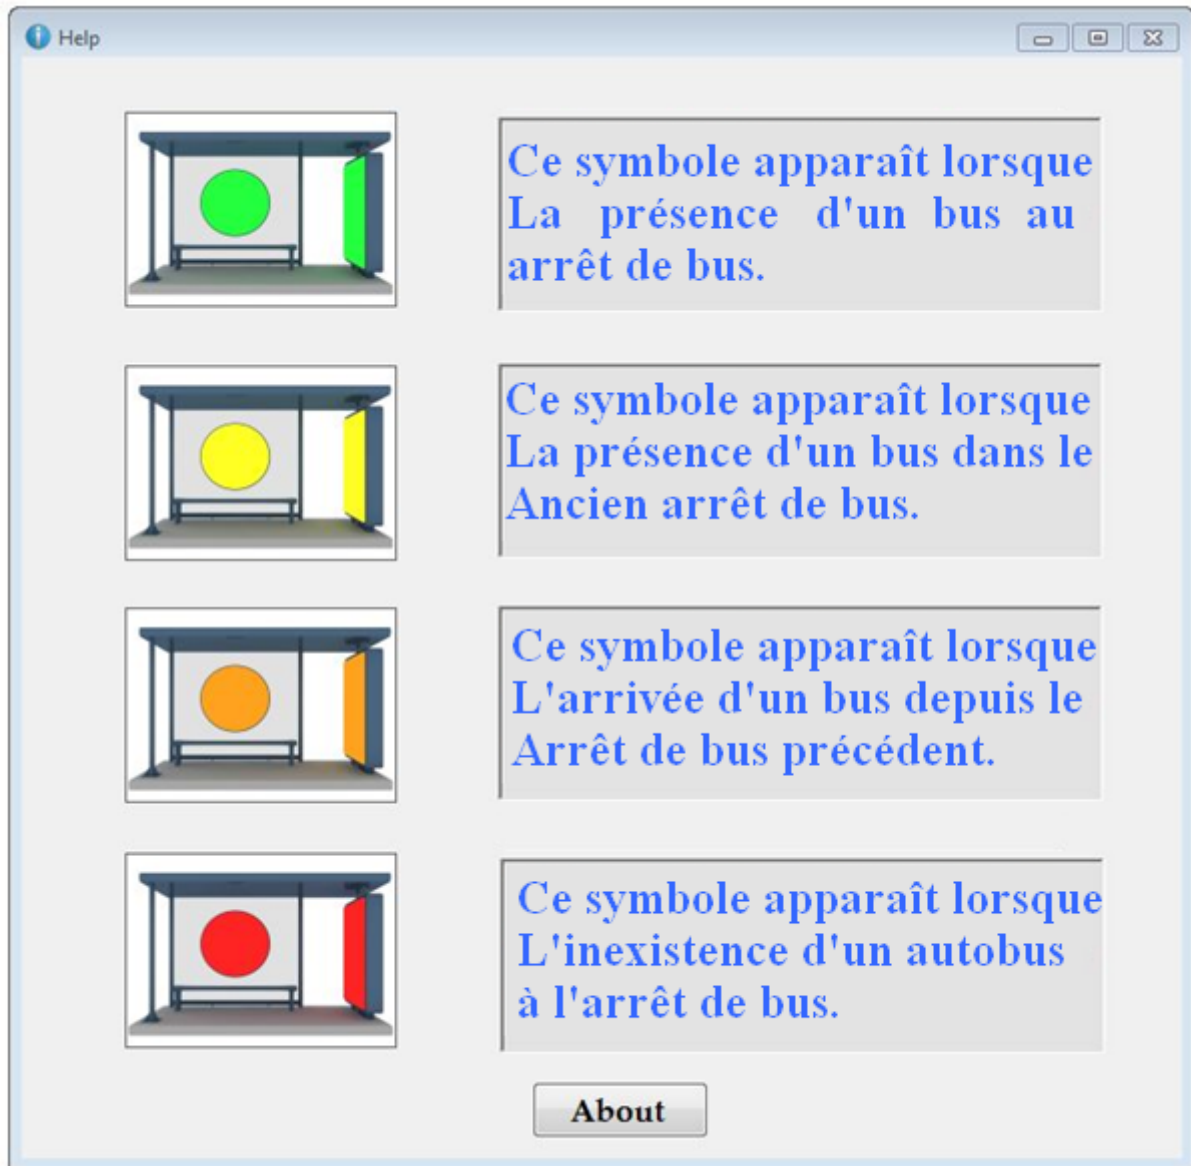 Help
Ce symbole apparaît lorsque
La présence d'un bus au
arrêt de bus.
Ce symbole apparaît lorsque
La présence d'un bus dans le
Ancien arrêt de bus.
Ce symbole apparaît lorsque
L'arrivée d'un bus depuis le
Arrêt de bus précédent.
Ce symbole apparaît lorsque
L'inexistence d'un autobus
à l'arrêt de bus.
About